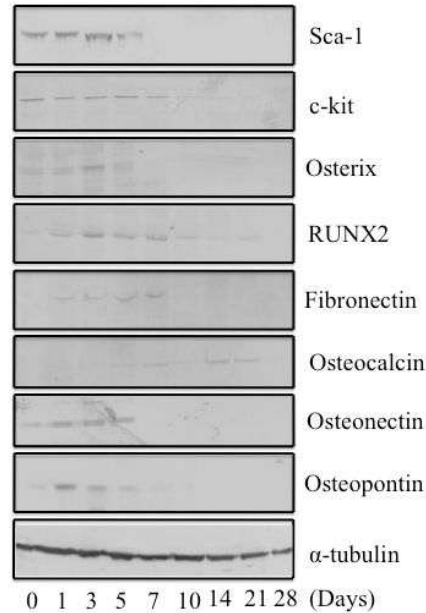 Sca-1
c-kit
Osterix
RUNX2
Fibronectin
Osteocalcin
Osteonectin
Osteopontin
α-tubulin
0 1 3 5 7 10 14 21 28 (Days)